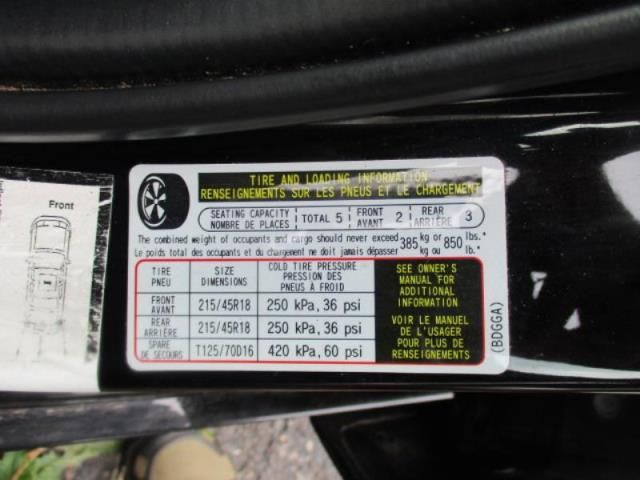 Front
TIRE AND LOADING INFORMATION
RENSEIGNEMENTS SUR LES PNEUS ET LE CHARGEMENT
SEATING CAPACITY
NOMBRE DE PLACES
TOTAL 5
FRONT
AVANT 2
REAR
ARRIÈRE 3
The combined weight of occupants and cargo should never exceed 385 kg or 850 lbs.
Le poids total des occupants et du chargement ne doit jamais dépasser kg ou lb.
TIRE
PNEU
SIZE
DIMENSIONS
COLD TIRE PRESSURE
PRESSION DES
PNEUS À FROID
FRONT
AVANT
215/45R18
250 kPa, 36 psi
REAR
ARRIÈRE
215/45R18
250 kPa, 36 psi
SPARE
DE SECOURS
T125/70D16
420 kPa, 60 psi
SEE OWNER'S
MANUAL FOR
ADDITIONAL
INFORMATION
VOIR LE MANUEL
DE L'USAGER
POUR PLUS DE
RENSEIGNEMENTS
(BDGGA)